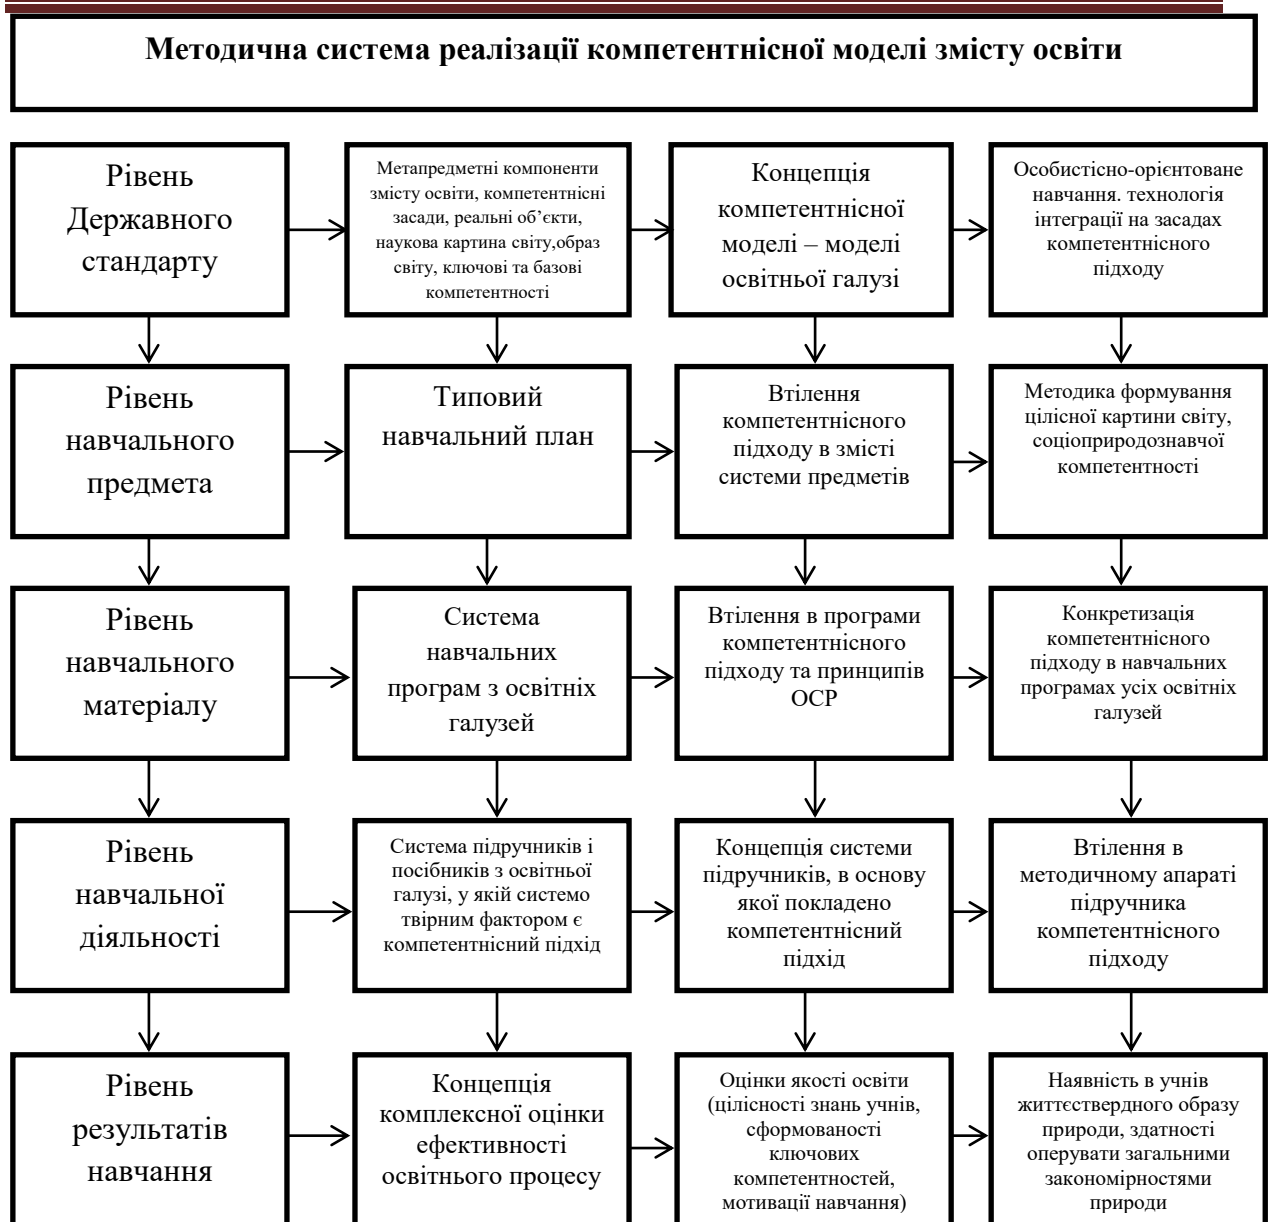 Методична система реалізації компетентнісної моделі змісту освіти
Рівень
Державного
стандарту
Метапредметні компоненти
змісту освіти, компетентнісні
засади, реальні об’єкти,
наукова картина світу,образ
світу, ключові та базові
компетентності
Концепція
компетентнісної
моделі – моделі
освітньої галузі
Особистісно-орієнтоване
навчання. технологія
інтеграції на засадах
компетентнісного
підходу
Рівень
навчального
предмета
Типовий
навчальний план
Втілення
компетентнісного
підходу в змісті
системи предметів
Методика формування
цілісної картини світу,
соціоприродознавчої
компетентності
Рівень
навчального
матеріалу
Система
навчальних
програм з освітніх
галузей
Втілення в програми
компетентнісного
підходу та принципів
ОСР
Конкретизація
компетентнісного
підходу в навчальних
програмах усіх освітніх
галузей
Рівень
навчальної
діяльності
Система підручників і
посібників з освітньої
галузі, у якій системо
твірним фактором є
компетентнісний підхід
Концепція системи
підручників, в основу
якої покладено
компетентнісний
підхід
Втілення в
методичному апараті
підручника
компетентнісного
підходу
Рівень
результатів
навчання
Концепція
комплексної оцінки
ефективності
освітнього процесу
Оцінки якості освіти
(цілісності знань учнів,
сформованості
ключових
компетентностей,
мотивації навчання)
Наявність в учнів
життєствердного образу
природи, здатності
оперувати загальними
закономірностями
природи